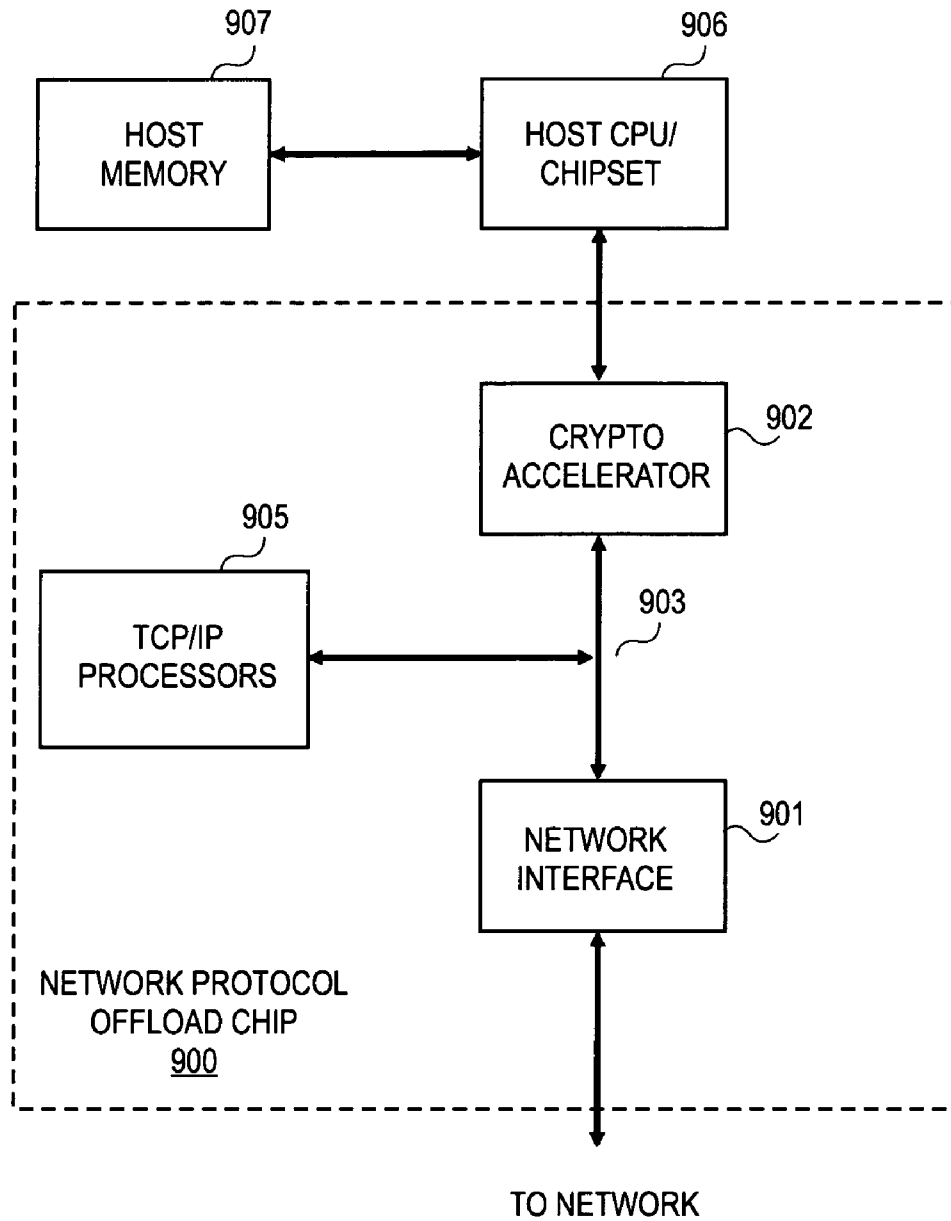 907
906
HOST
MEMORY
HOST CPU/
CHIPSET
902
CRYPTO
ACCELERATOR
905
903
TCP/IP
PROCESSORS
901
NETWORK
INTERFACE
NETWORK PROTOCOL
OFFLOAD CHIP
900
TO NETWORK